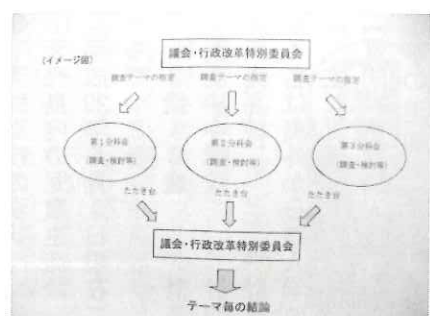 議会・行政改革特別委員会
(イメージ図)
調査テーマの指定 調査テーマの指定 調査テーマの指定
第1分科会 第2分科会 第3分科会
(調査・検討等) (調査・検討等) (調査・検討等)
たたき台 たたき台 たたき台
議会・行政改革特別委員会
テーマ毎の結論